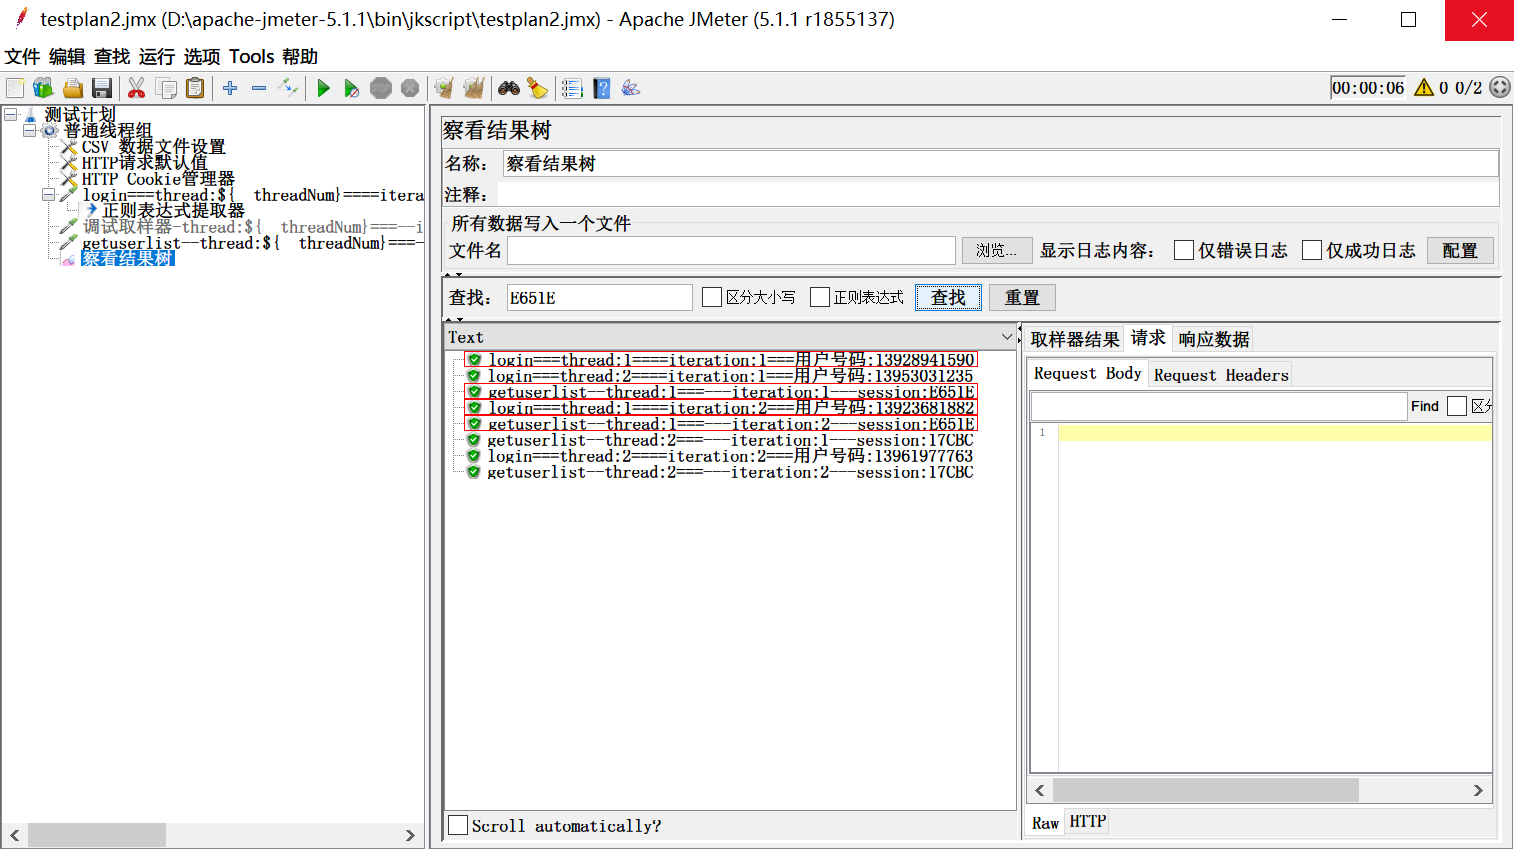 testplan2.jmx (D:\apache-jmeter-5.1.1\bin\jkscript\testplan2.jmx) - Apache JMeter (5.1.1 r1855137)
文件 编辑 查找 运行 选项 Tools 帮助
00:00:06 0 0/2
测试计划
普通线程组
CSV 数据文件设置
HTTP请求默认值
HTTP Cookie管理器
login===thread:${__threadNum}====itera
正则表达式提取器
调试取样器-thread:${__threadNum}===--i
getuserlist--thread:${__threadNum}===-
察看结果树
察看结果树
名称: 察看结果树
注释:
所有数据写入一个文件
文件名 浏览... 显示日志内容: 仅错误日志 仅成功日志 配置
查找: E651E 区分大小写 正则表达式 查找 重置
Text
login===thread:1====iteration:1===用户号码:13928941590
login===thread:2====iteration:1===用户号码:13953031235
getuserlist--thread:1===---iteration:1---session:E651E
login===thread:1====iteration:2===用户号码:13923681882
getuserlist--thread:1===---iteration:2---session:E651E
getuserlist--thread:2===---iteration:1---session:17CBC
login===thread:2====iteration:2===用户号码:13961977763
getuserlist--thread:2===---iteration:2---session:17CBC
Scroll automatically?
取样器结果 请求 响应数据
Request Body Request Headers
Find 区分
1
Raw HTTP